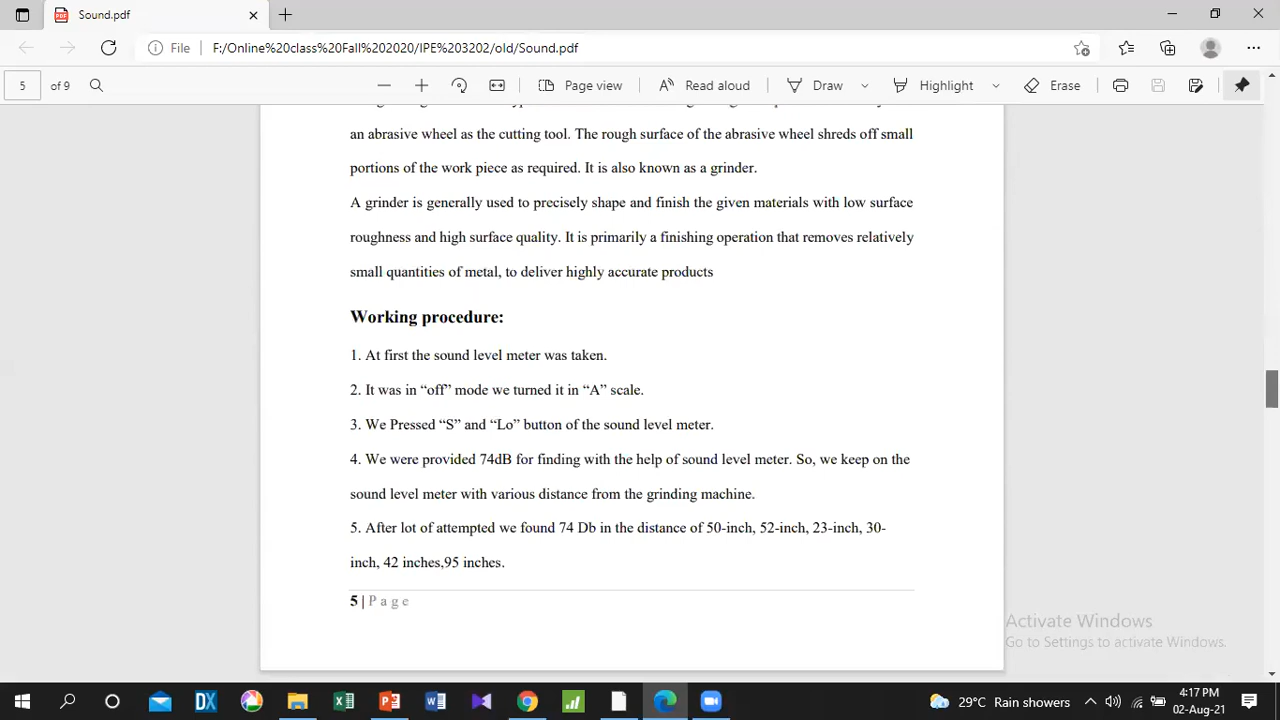 Sound.pdf
File
F:/Online%20class%20Fall%202020/IPE%203202/old/Sound.pdf
5 of 9
Page view
Read aloud
Draw
Highlight
Erase
an abrasive wheel as the cutting tool. The rough surface of the abrasive wheel shreds off small
portions of the work piece as required. It is also known as a grinder.
A grinder is generally used to precisely shape and finish the given materials with low surface
roughness and high surface quality. It is primarily a finishing operation that removes relatively
small quantities of metal, to deliver highly accurate products
Working procedure:
1. At first the sound level meter was taken.
2. It was in “off” mode we turned it in “A” scale.
3. We Pressed “S” and “Lo” button of the sound level meter.
4. We were provided 74dB for finding with the help of sound level meter. So, we keep on the
sound level meter with various distance from the grinding machine.
5. After lot of attempted we found 74 Db in the distance of 50-inch, 52-inch, 23-inch, 30-
inch, 42 inches,95 inches.
5 | Page
Activate Windows
Go to Settings to activate Windows.
29°C Rain showers
4:17 PM
02-Aug-21